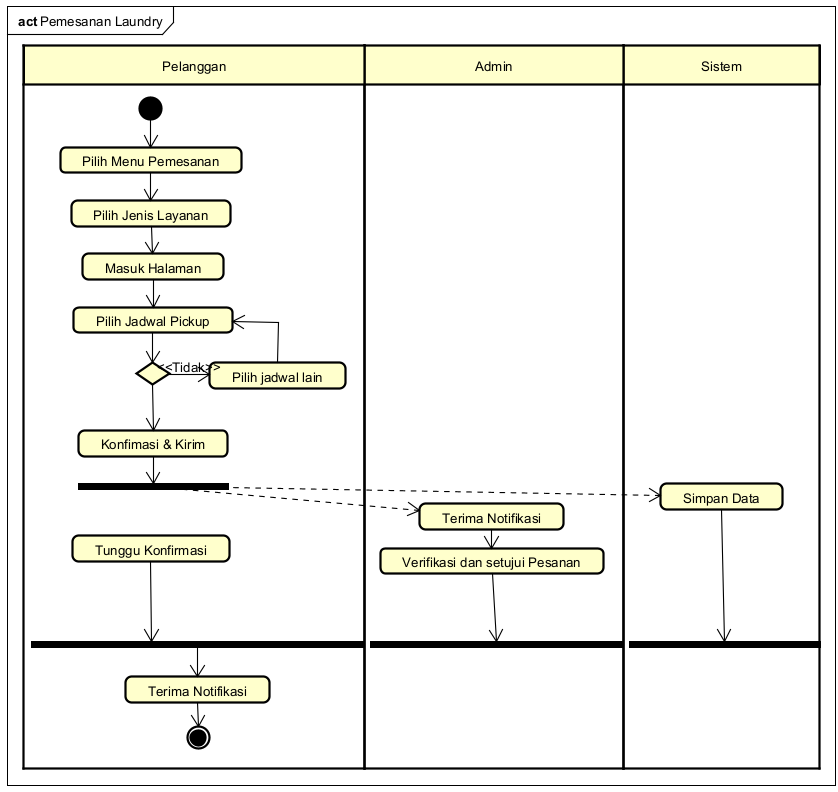 act Pemesanan Laundry
Pelanggan
Admin
Sistem
Pilih Menu Pemesanan
Pilih Jenis Layanan
Masuk Halaman
Pilih Jadwal Pickup
<<Tidak>>
Pilih jadwal lain
Konfimasi & Kirim
Simpan Data
Terima Notifikasi
Tunggu Konfirmasi
Verifikasi dan setujui Pesanan
Terima Notifikasi